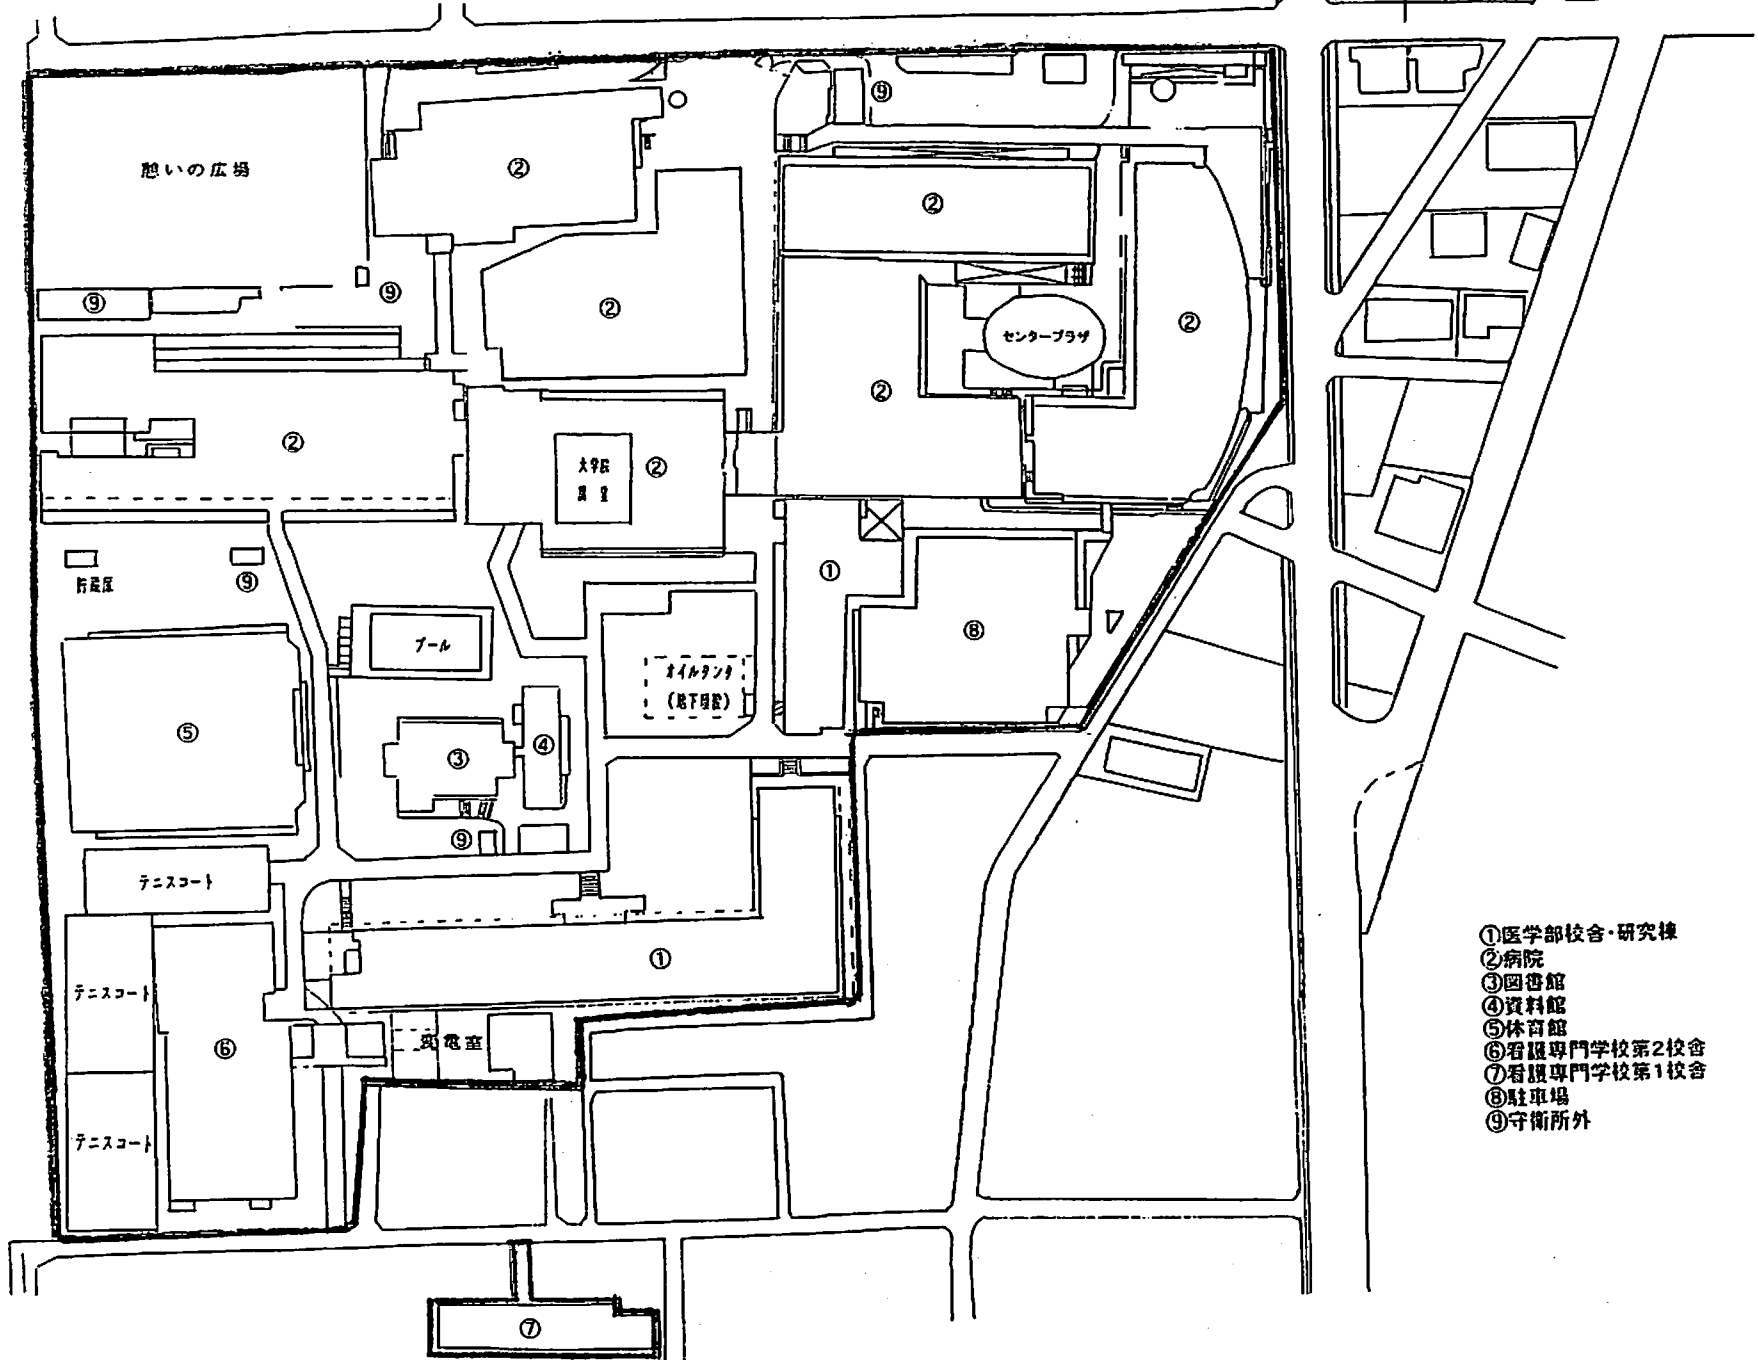 ⑨
憩いの広場
②
②
⑨
⑨
②
②
センタープラザ
②
②
②
大学院
②
①
貯蔵庫
⑨
プール
⑧
オイルタンク
(地下埋設)
⑤
③
④
⑨
テニスコート
①
テニスコート
⑥
変電室
テニスコート
⑦
①医学部校舎・研究棟
②病院
③図書館
④資料館
⑤体育館
⑥看護専門学校第2校舎
⑦看護専門学校第1校舎
⑧駐車場
⑨守衛所外